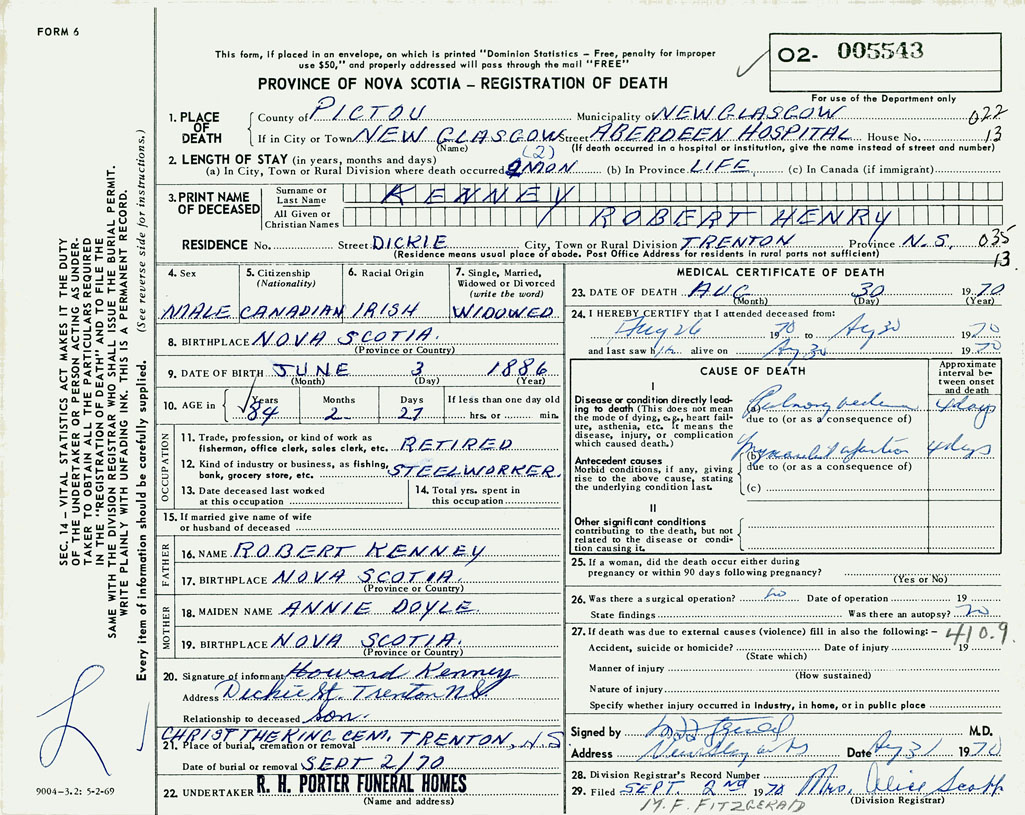 FORM 6
This form, if placed in an envelope, on which is printed "Dominion Statistics – Free, penalty for improper
use $50," and properly addressed will pass through the mail "FREE"
02- 005543
For use of the Department only
PROVINCE OF NOVA SCOTIA – REGISTRATION OF DEATH
1. PLACE OF DEATH
County of PICTOU Municipality of NEW GLASGOW 022
If in City or Town NEW GLASGOW Street ABERDEEN HOSPITAL House No. 13
(Name) (If death occurred in a hospital or institution, give the name instead of street and number)
2. LENGTH OF STAY (in years, months and days) (2)
(a) In City, Town or Rural Division where death occurred 2 MON (b) In Province LIFE (c) In Canada (if immigrant)
3. PRINT NAME OF DECEASED
Surname or Last Name KENNEY
All Given or Christian Names ROBERT HENRY
RESIDENCE No. Street DICKIE City, Town or Rural Division TRENTON Province N.S. 035
(Residence means usual place of abode. Post Office Address for residents in rural parts not sufficient) 13.
4. Sex MALE
5. Citizenship (Nationality) CANADIAN
6. Racial Origin IRISH
7. Single, Married, Widowed or Divorced (write the word) WIDOWED
8. BIRTHPLACE NOVA SCOTIA.
(Province or Country)
9. DATE OF BIRTH JUNE 3 1886
(Month) (Day) (Year)
10. AGE in Years 84 Months 2 Days 27 If less than one day old hrs. or min.
OCCUPATION
11. Trade, profession, or kind of work as
fisherman, office clerk, sales clerk, etc. RETIRED
12. Kind of industry or business, as fishing,
bank, grocery store, etc. STEELWORKER.
13. Date deceased last worked
at this occupation
14. Total yrs. spent in
this occupation
15. If married give name of wife
or husband of deceased
FATHER
16. NAME ROBERT KENNEY
17. BIRTHPLACE NOVA SCOTIA.
(Province or Country)
MOTHER
18. MAIDEN NAME ANNIE DOYLE.
19. BIRTHPLACE NOVA SCOTIA.
(Province or Country)
20. Signature of informant Howard Kenney
Address Dickie St. Trenton N.S
Relationship to deceased Son.
CHRIST THE KING CEM. TRENTON, N.S
21. Place of burial, cremation or removal
Date of burial or removal SEPT 2/70
22. UNDERTAKER R. H. PORTER FUNERAL HOMES
(Name and address)
MEDICAL CERTIFICATE OF DEATH
23. DATE OF DEATH AUG 30 1970
(Month) (Day) (Year)
24. I HEREBY CERTIFY that I attended deceased from:
Aug 26 1970 to Ag 30 1970
and last saw him alive on Ag 30 1970
CAUSE OF DEATH
Approximate interval between onset and death
I
Disease or condition directly leading to death (This does not mean the mode of dying, e.g., heart failure, asthenia, etc. It means the disease, injury, or complication which caused death.)
(a) 4 days
due to (or as a consequence of)
Antecedent causes
Morbid conditions, if any, giving rise to the above cause, stating the underlying condition last.
(b) 4 days
due to (or as a consequence of)
(c)
II
Other significant conditions
contributing to the death, but not related to the disease or condition causing it.
25. If a woman, did the death occur either during
pregnancy or within 90 days following pregnancy?
(Yes or No)
26. Was there a surgical operation? no Date of operation 19
State findings Was there an autopsy? no
27. If death was due to external causes (violence) fill in also the following: – 410.9.
Accident, suicide or homicide? Date of injury 19
(State which)
Manner of injury
(How sustained)
Nature of injury
Specify whether injury occurred in industry, in home, or in public place
Signed by M.D.
Address Date Ag 31 1970
28. Division Registrar's Record Number
29. Filed SEPT. 2nd 1970 Mrs. Alice Scott
M.F. FITZGERALD (Division Registrar)
SEC. 14 – VITAL STATISTICS ACT MAKES IT THE DUTY
OF THE UNDERTAKER OR PERSON ACTING AS UNDERTAKER
TO OBTAIN ALL THE PARTICULARS REQUIRED
IN THE "REGISTRATION OF DEATH" AND TO FILE THE
SAME WITH THE DIVISION REGISTRAR WHO SHALL ISSUE THE BURIAL PERMIT.
WRITE PLAINLY WITH UNFADING INK. THIS IS A PERMANENT RECORD.
Every item of information should be carefully supplied. (See reverse side for instructions.)
9004-3.2: 5-2-69